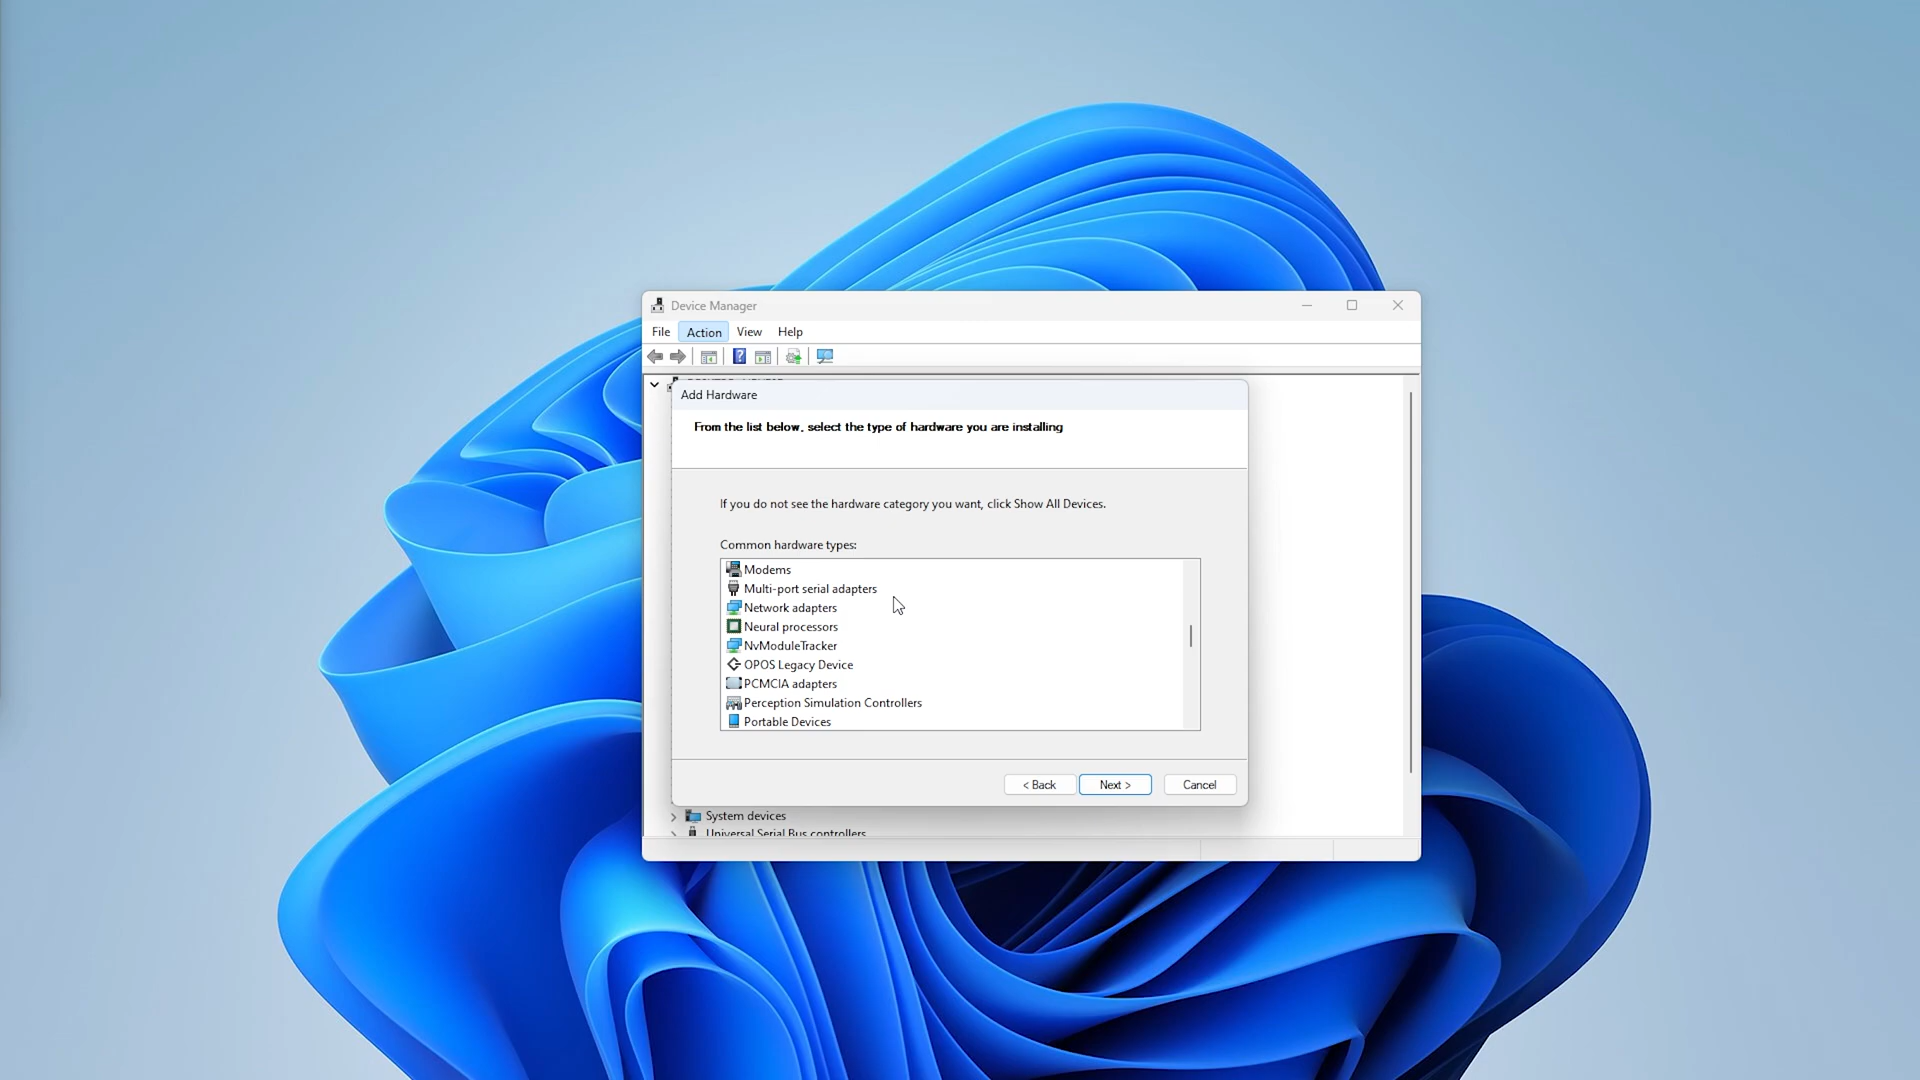 Device Manager
File Action View Help
Add Hardware
From the list below, select the type of hardware you are installing
If you do not see the hardware category you want, click Show All Devices.
Common hardware types:
Modems
Multi-port serial adapters
Network adapters
Neural processors
NvModuleTracker
OPOS Legacy Device
PCMCIA adapters
Perception Simulation Controllers
Portable Devices
< Back Next > Cancel
System devices
Universal Serial Bus controllers